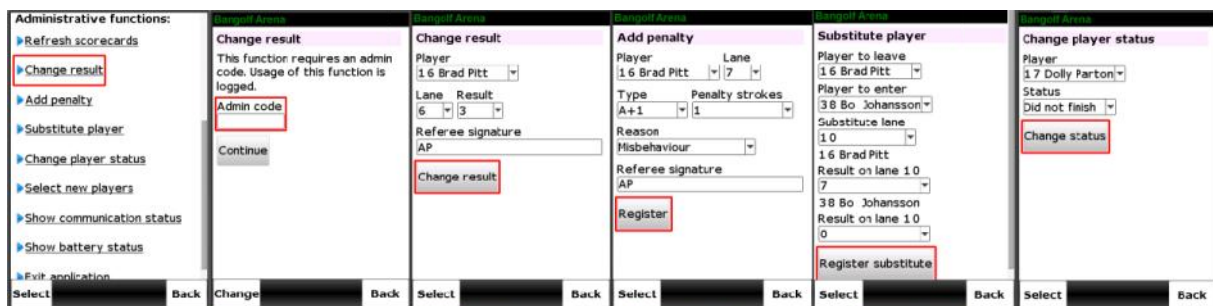 Administrative functions:
Refresh scorecards
Change result
Add penalty
Substitute player
Change player status
Select new players
Show communication status
Show battery status
Exit application
Select Back
Bangolf Arena
Change result
This function requires an admin
code. Usage of this function is
logged.
Admin code
Continue
Change Back
Bangolf Arena
Change result
Player
16 Brad Pitt
Lane Result
6 3
Referee signature
AP
Change result
Select Back
Bangolf Arena
Add penalty
Player Lane
16 Brad Pitt 7
Type Penalty strokes
A+1 1
Reason
Misbehaviour
Referee signature
AP
Register
Select Back
Bangolf Arena
Substitute player
Player to leave
16 Brad Pitt
Player to enter
38 Bo Johansson
Substitute lane
10
16 Brad Pitt
Result on lane 10
7
38 Bo Johansson
Result on lane 10
0
Register substitute
Select Back
Bangolf Arena
Change player status
Player
17 Dolly Parton
Status
Did not finish
Change status
Select Back